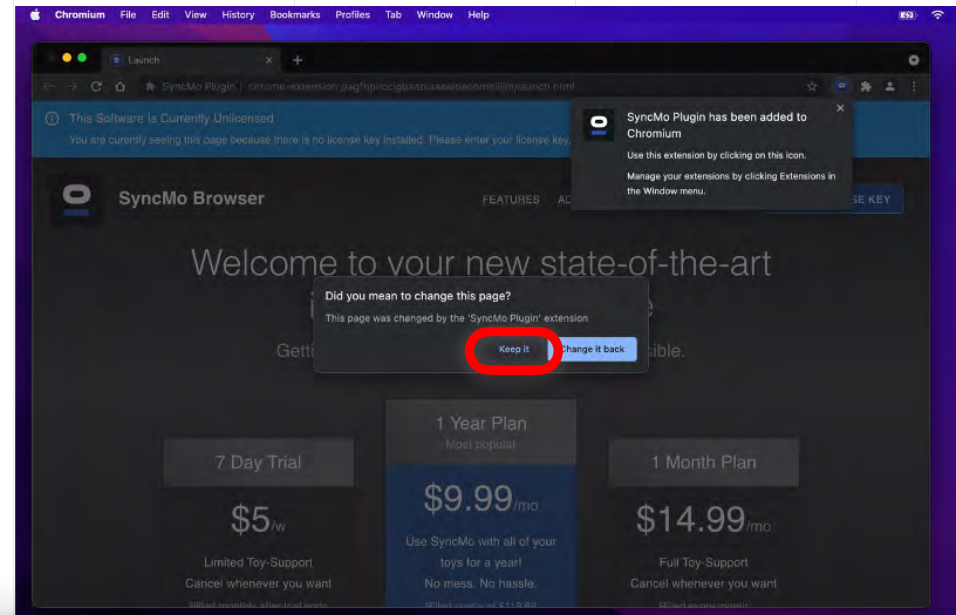 Chromium File Edit View History Bookmarks Profiles Tab Window Help
Launch
SyncMo Plugin
This Software Is Currently Unlicensed
You are curently seeing this page because there is no license key installed. Please enter your license key.
SyncMo Plugin has been added to
Chromium
Use this extension by clicking on this icon.
Manage your extensions by clicking Extensions in
the Window menu.
SyncMo Browser
FEATURES
SE KEY
Welcome to your new state-of-the-art
Did you mean to change this page?
This page was changed by the 'SyncMo Plugin' extension
Keep it
Change it back
7 Day Trial
$5/w
Limited Toy-Support
Cancel whenever you want
1 Year Plan
Most popular
$9.99/mo
Use SyncMo with all of your
toys for a year!
No mess. No hassle.
1 Month Plan
$14.99/mo
Full Toy-Support
Cancel whenever you want